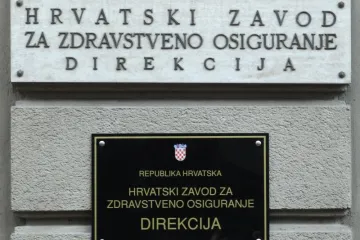 HRVATSKI ZAVOD
ZA ZDRAVSTVENO OSIGURANJE
DIREKCIJA
REPUBLIKA HRVATSKA
HRVATSKI ZAVOD ZA
ZDRAVSTVENO OSIGURANJE
DIREKCIJA